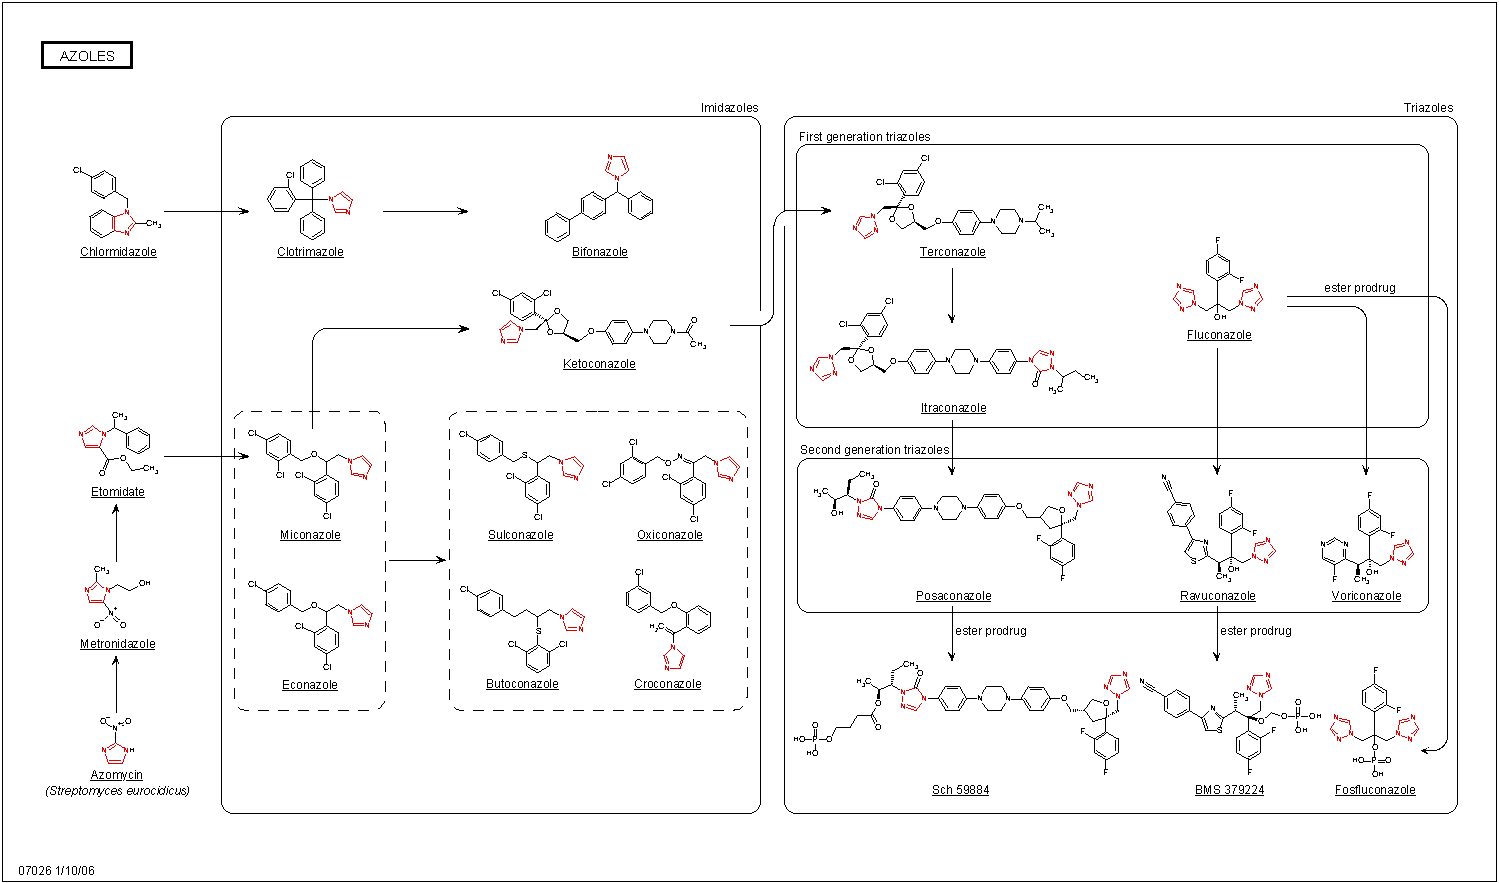 AZOLES
Imidazoles
Triazoles
First generation triazoles
Chlormidazole
Clotrimazole
Bifonazole
Terconazole
ester prodrug
Fluconazole
Ketoconazole
Itraconazole
Second generation triazoles
Etomidate
Miconazole
Sulconazole
Oxiconazole
Posaconazole
Ravuconazole
Voriconazole
ester prodrug
ester prodrug
Metronidazole
Econazole
Butoconazole
Croconazole
Azomycin
(Streptomyces eurocidicus)
Sch 59884
BMS 379224
Fosfluconazole
07026 1/10/06